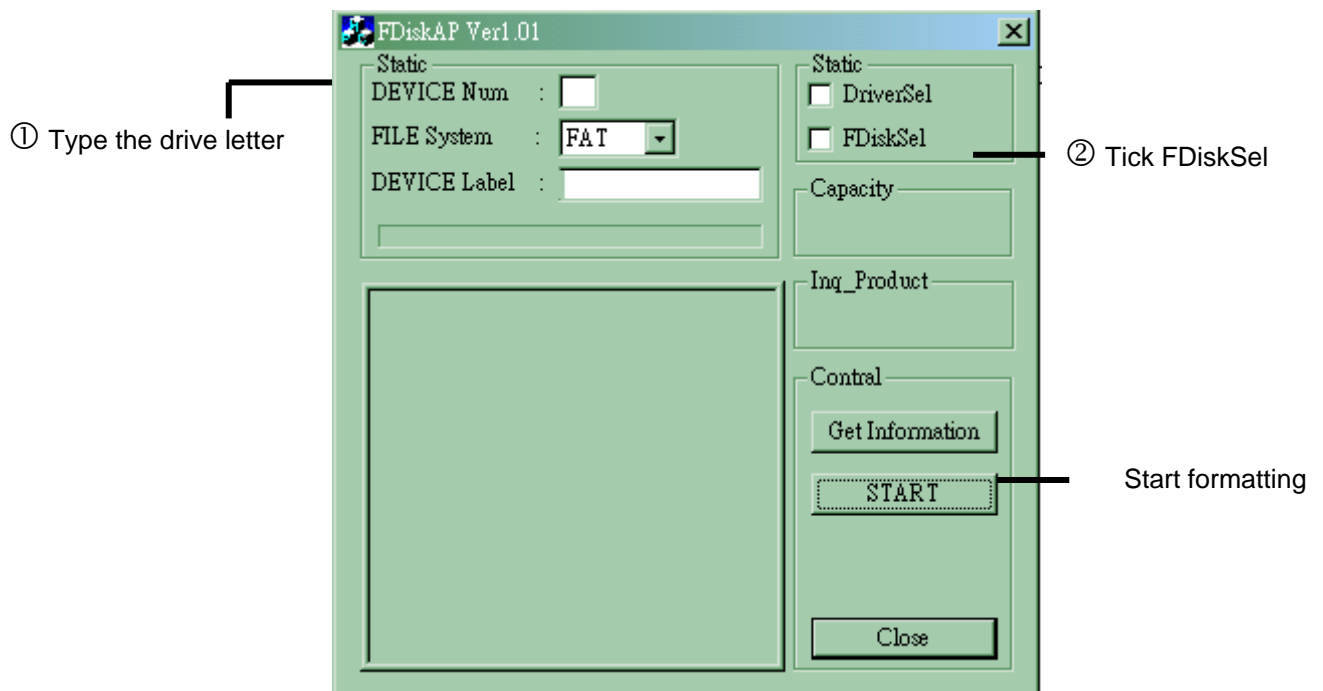 FDiskAP Ver1.01
Static
DEVICE Num :
FILE System : FAT
DEVICE Label :
Static
DriverSel
FDiskSel
Capacity
Inq_Product
Contral
Get Information
START
Close
① Type the drive letter
② Tick FDiskSel
Start formatting